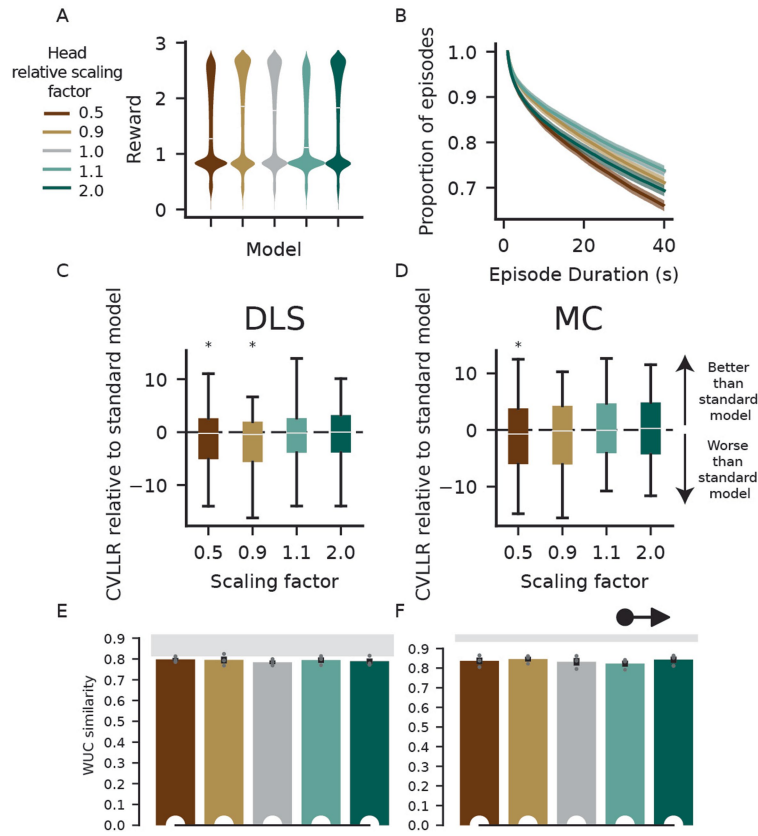 A
Head
relative scaling
factor
0.5
0.9
1.0
1.1
2.0
Reward
3
2
1
0
Model
B
Proportion of episodes
1.0
0.9
0.8
0.7
0
20
40
Episode Duration (s)
C
CVLLR relative to standard model
DLS
*
*
10
0
−10
0.5 0.9 1.1 2.0
Scaling factor
D
CVLLR relative to standard model
MC
*
10
0
−10
0.5 0.9 1.1 2.0
Scaling factor
Better
than
standard
model
Worse
than
standard
model
E
WUC similarity
0.9
0.8
0.7
0.6
0.5
0.4
0.3
0.2
0.1
0.0
F
0.9
0.8
0.7
0.6
0.5
0.4
0.3
0.2
0.1
0.0